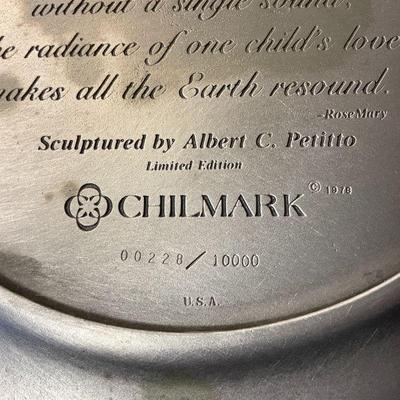 without a single sound,
he radiance of one child's love
makes all the Earth resound.
-RoseMary
Sculptured by Albert C. Petitto
Limited Edition
© 1978
CHILMARK
00228/10000
U.S.A.